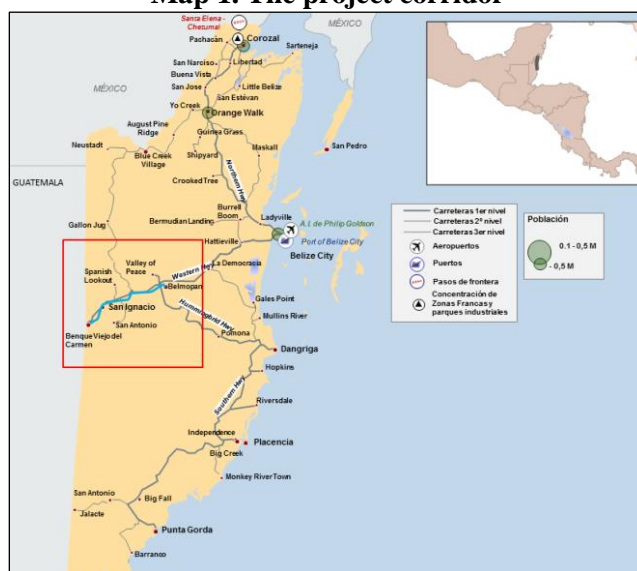 Map 1. The project corridor
MÉXICO
MÉXICO
Santa Elena -
Chetumal
Pachacán
Corozal
Sarteneja
San Narciso
Libertad
Buena Vista
San Jose
Little Belize
San Estévan
MÉXICO
Yo Creek
Orange Walk
August Pine
Ridge
Guinea Grass
Neustadt
Blue Creek
Village
Shipyard
Maskall
San Pedro
Crooked Tree
Northern Hwy
GUATEMALA
Burrell
Boom
Ladyville
Bermudian Landing
A.I. de Philip Goldson
Gallon Jug
Hattieville
Port of Belize City
Belize City
Valley of
Peace
Western Hwy
La Democracia
Spanish
Lookout
Belmopan
Gales Point
San Ignacio
Hummingbird Hwy
Mullins River
San Antonio
Benque Viejo del
Carmen
Pomona
Dangriga
Hopkins
Southern Hwy
Riversdale
Independence
Placencia
Big Creek
Monkey River Town
San Antonio
Big Fall
Jalacte
Punta Gorda
Barranco
Carreteras 1er nivel
Carreteras 2º nivel
Carreteras 3er nivel
Aeropuertos
Puertos
Pasos de frontera
Concentración de
Zonas Francas y
parques industriales
Población
0.1 - 0,5 M
- 0,5 M